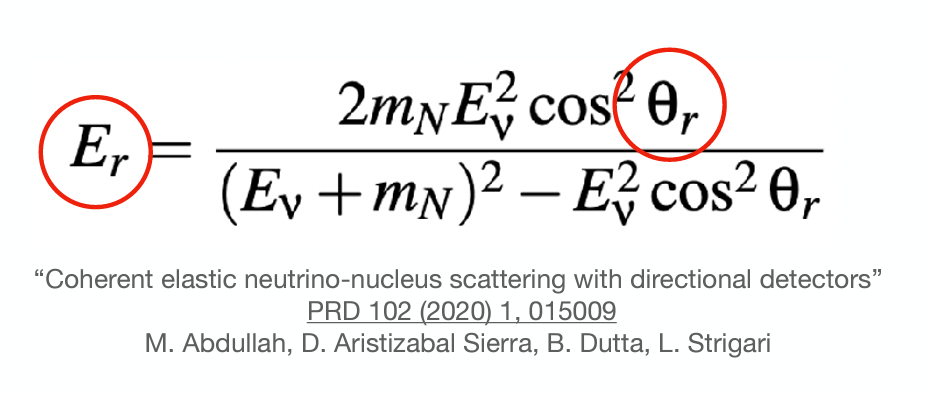 E_r = \frac{2m_N E_ν^2 cos^2 θ_r}{(E_ν + m_N)^2 − E_ν^2 cos^2 θ_r}
“Coherent elastic neutrino-nucleus scattering with directional detectors”
PRD 102 (2020) 1, 015009
M. Abdullah, D. Aristizabal Sierra, B. Dutta, L. Strigari